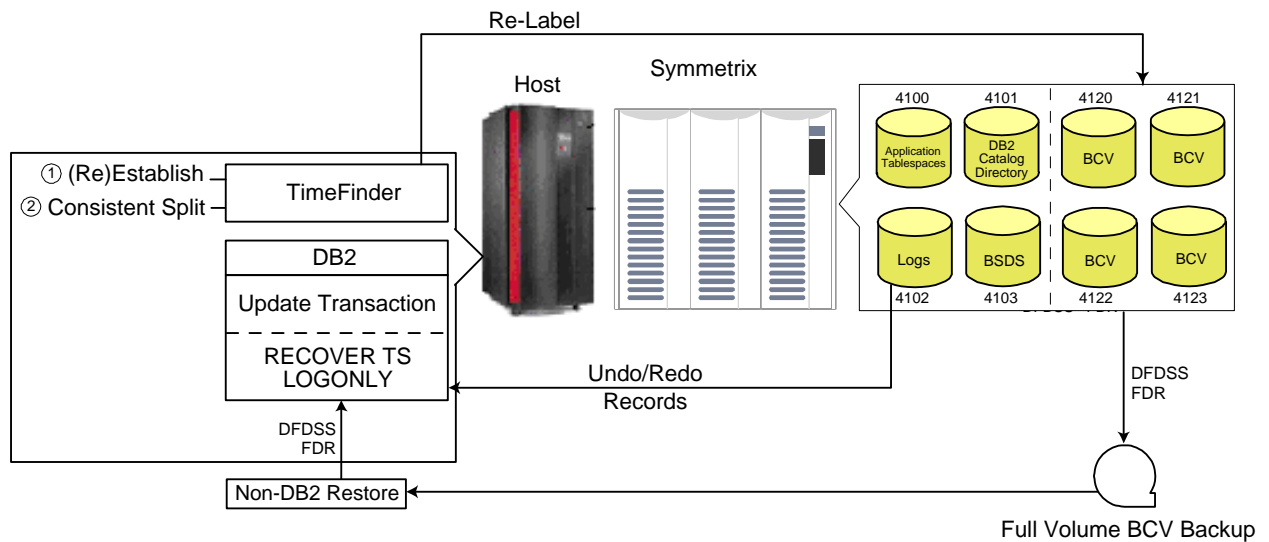 Re-Label
Symmetrix
Host
4100
4101
4120
4121
Application
Tablespaces
DB2
Catalog
Directory
BCV
BCV
① (Re)Establish
② Consistent Split
TimeFinder
DB2
Update Transaction
RECOVER TS
LOGONLY
Logs
BSDS
BCV
BCV
4102
4103
4122
4123
DFDSS FDR
Undo/Redo
Records
DFDSS
FDR
DFDSS
FDR
Non-DB2 Restore
Full Volume BCV Backup